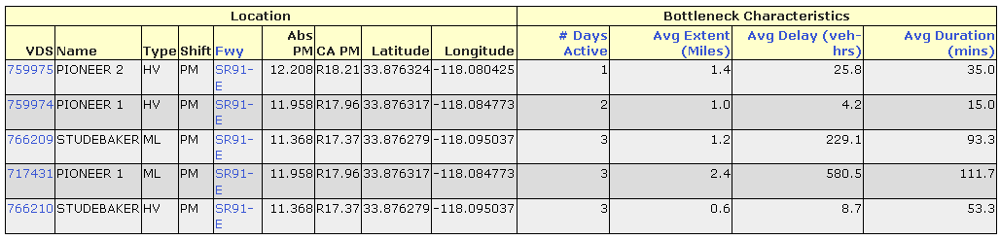 Location Bottleneck Characteristics
VDS Name Type Shift Fwy Abs PM CA PM Latitude Longitude # Days Active Avg Extent (Miles) Avg Delay (veh-hrs) Avg Duration (mins)
759975 PIONEER 2 HV PM SR91-E 12.208 R18.21 33.876324 -118.080425 1 1.4 25.8 35.0
759974 PIONEER 1 HV PM SR91-E 11.958 R17.96 33.876317 -118.084773 2 1.0 4.2 15.0
766209 STUDEBAKER ML PM SR91-E 11.368 R17.37 33.876279 -118.095037 3 1.2 229.1 93.3
717431 PIONEER 1 ML PM SR91-E 11.958 R17.96 33.876317 -118.084773 3 2.4 580.5 111.7
766210 STUDEBAKER HV PM SR91-E 11.368 R17.37 33.876279 -118.095037 3 0.6 8.7 53.3